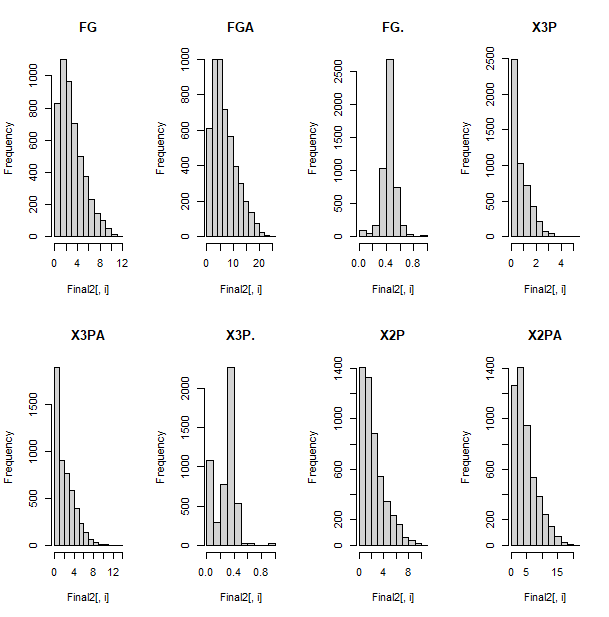 FG
FGA
FG.
X3P
Frequency
0 200 400 600 800 1000
0 4 8 12
Final2[, i]
Frequency
0 200 400 600 800 1000
0 10 20
Final2[, i]
Frequency
0 500 1000 1500 2000 2500
0.0 0.4 0.8
Final2[, i]
Frequency
0 500 1000 1500 2000 2500
0 2 4
Final2[, i]
X3PA
X3P.
X2P
X2PA
Frequency
0 500 1000 1500
0 4 8 12
Final2[, i]
Frequency
0 500 1000 1500 2000
0.0 0.4 1.0
Final2[, i]
Frequency
0 200 600 1000 1400
0 4 8
Final2[, i]
Frequency
0 200 600 1000 1400
0 5 15
Final2[, i]